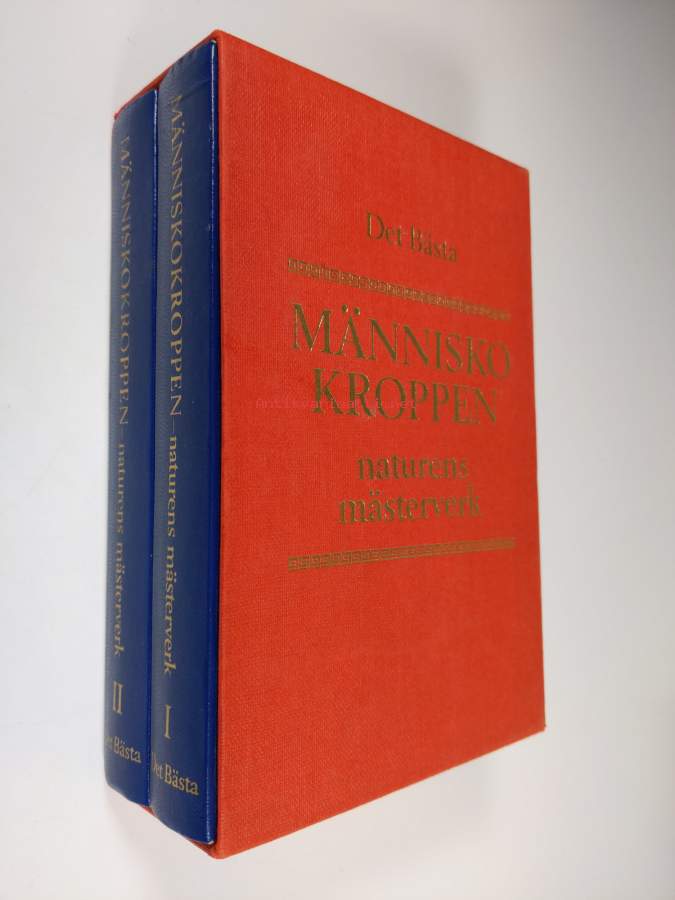 MÄNNISKOKROPPEN naturens mästerverk
II
Det Bästa
MÄNNISKOKROPPEN – naturens mästerverk
I
Det Bästa
Det Bästa
MÄNNISKO
KROPPEN
naturens
mästerverk